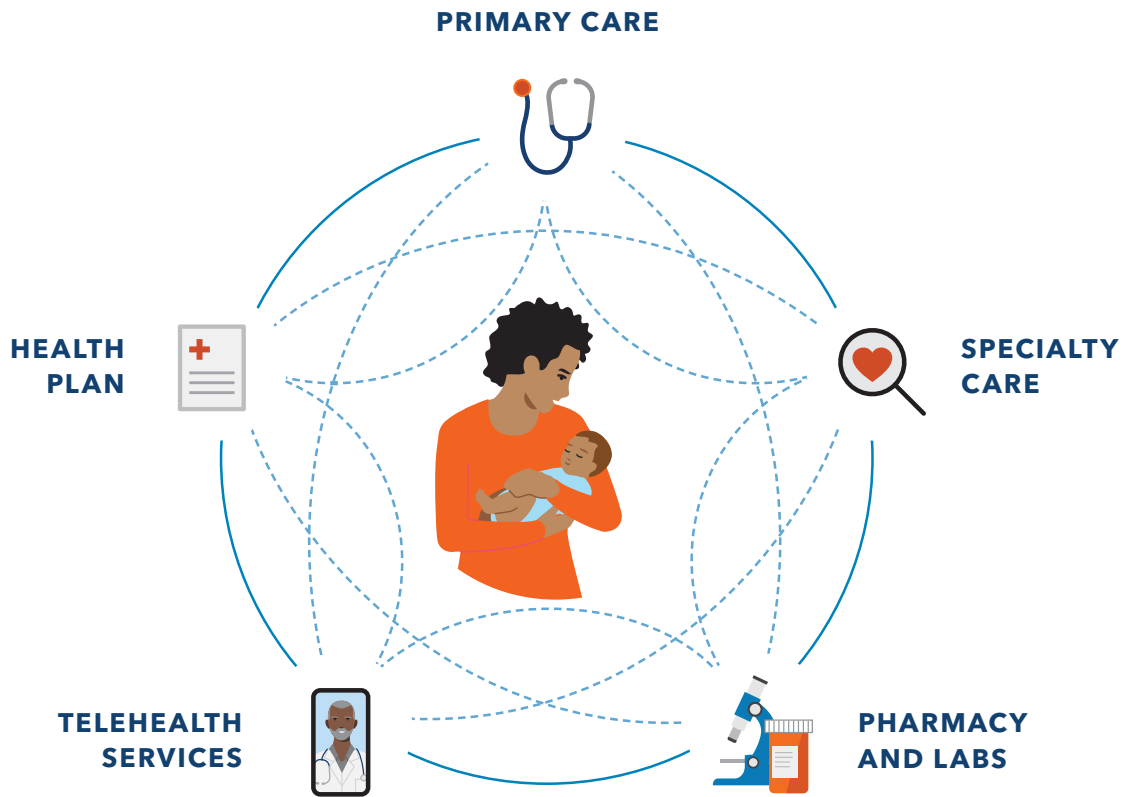 PRIMARY CARE
HEALTH
PLAN
SPECIALTY
CARE
TELEHEALTH
SERVICES
PHARMACY
AND LABS